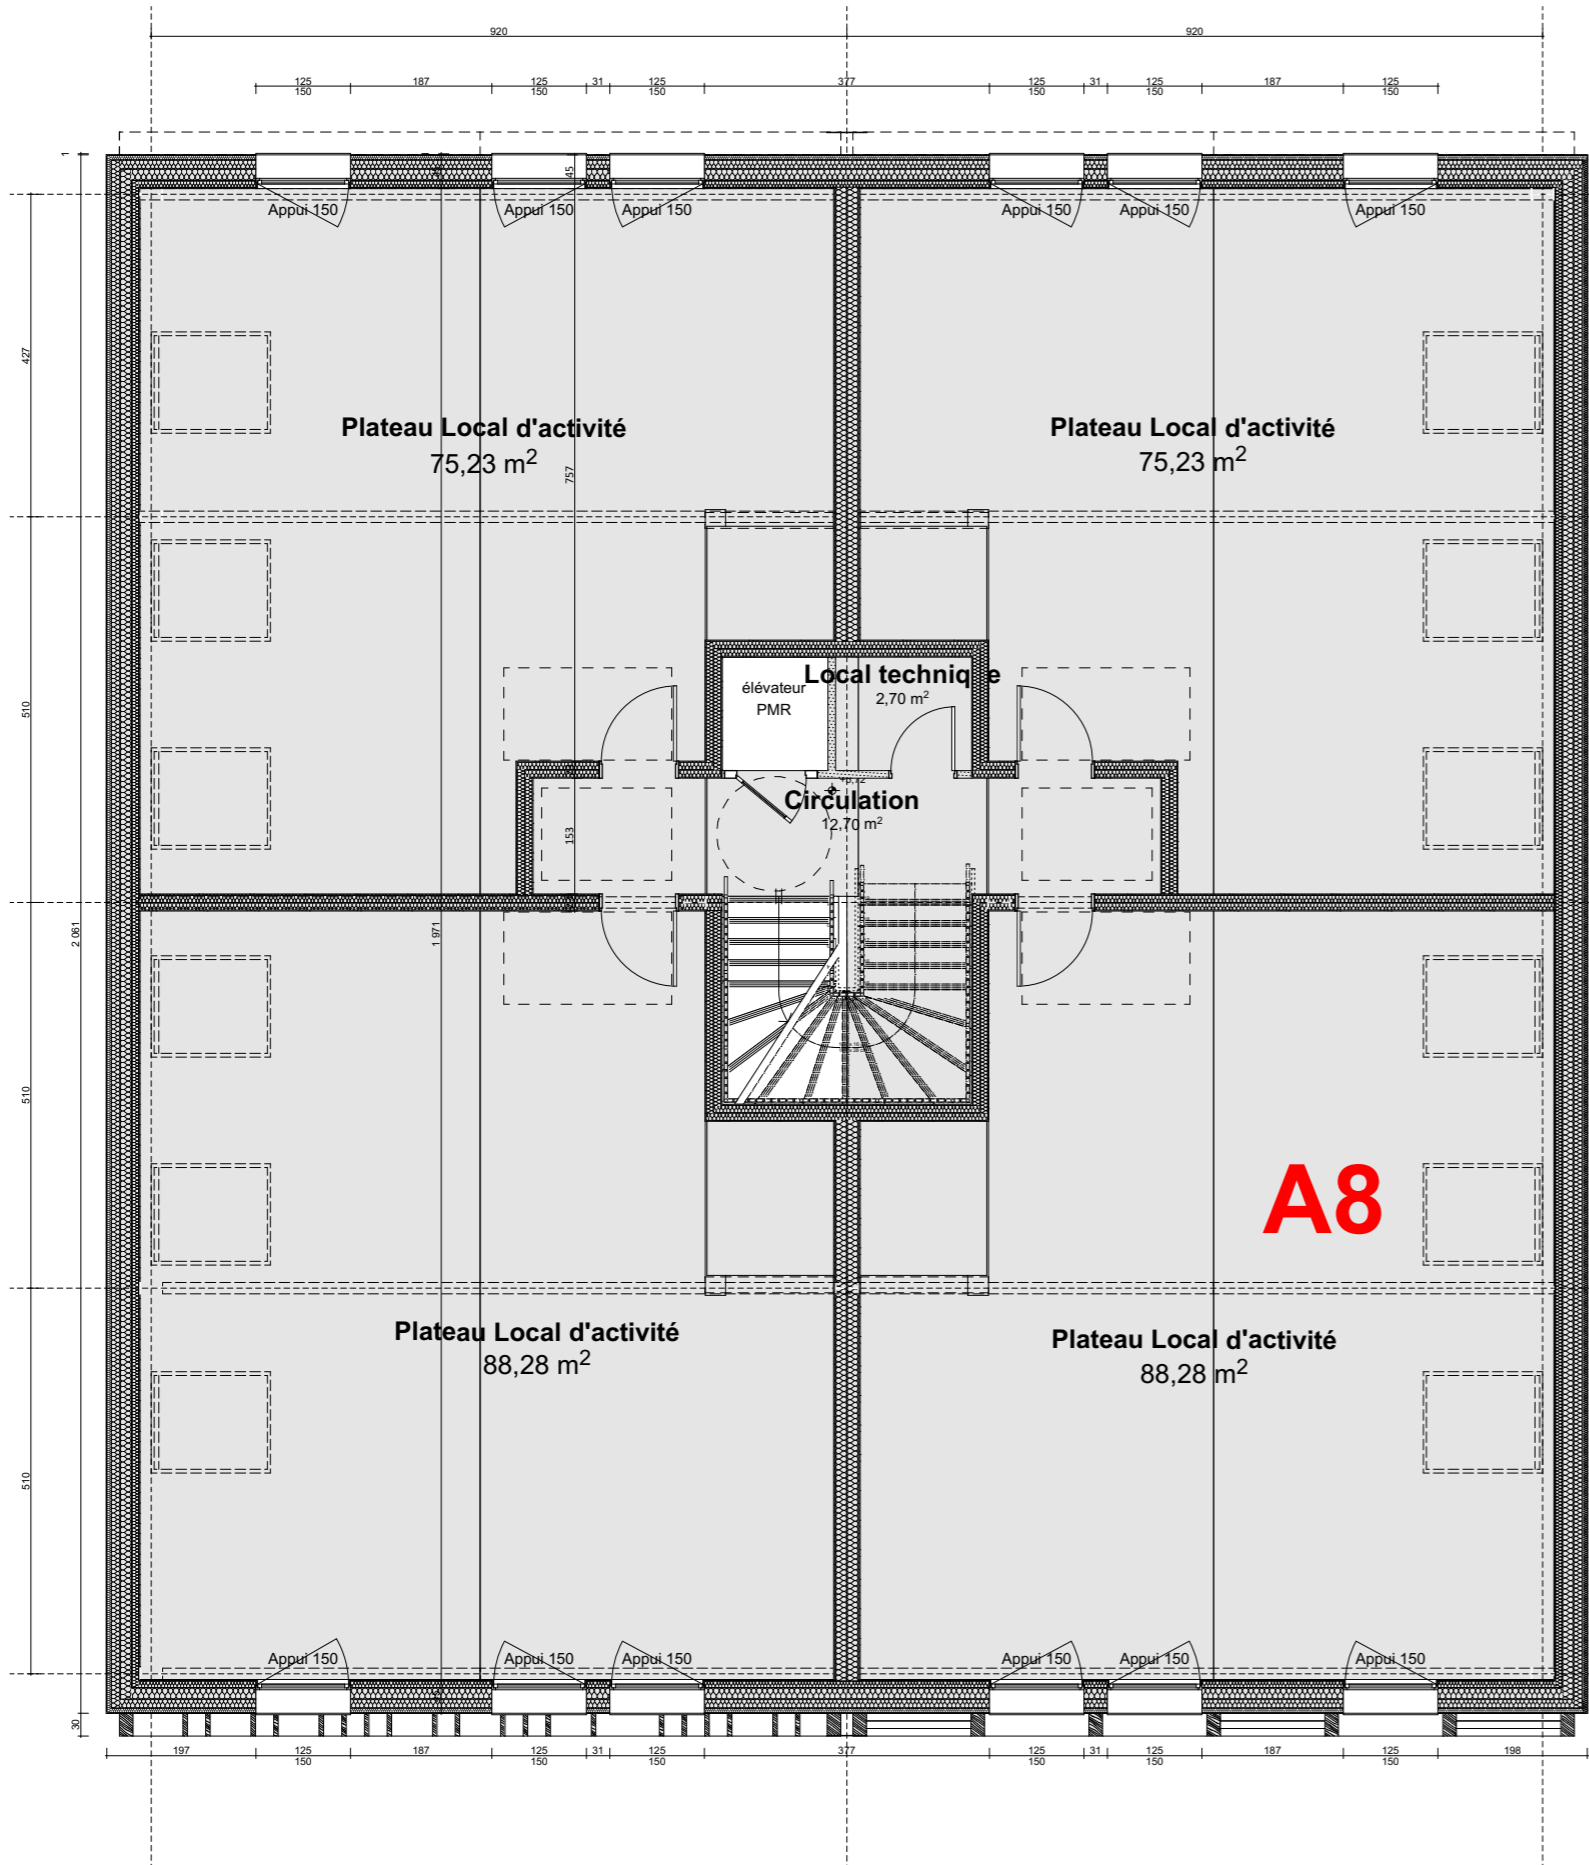 920 920
125 187 125 31 125 377 125 31 125 187 125
150 150 150 150 150 150
1 45
Appui 150 Appui 150 Appui 150 Appui 150 Appui 150 Appui 150
427
Plateau Local d'activité
75,23 m²
Plateau Local d'activité
75,23 m²
757
510
élévateur
PMR
Local technique
2,70 m²
Circulation
12,70 m²
153
2 061
1 971
510
A8
Plateau Local d'activité
88,28 m²
Plateau Local d'activité
88,28 m²
510
Appui 150 Appui 150 Appui 150 Appui 150 Appui 150 Appui 150
30
197 125 187 125 31 125 377 125 31 125 187 125 198
150 150 150 150 150 150